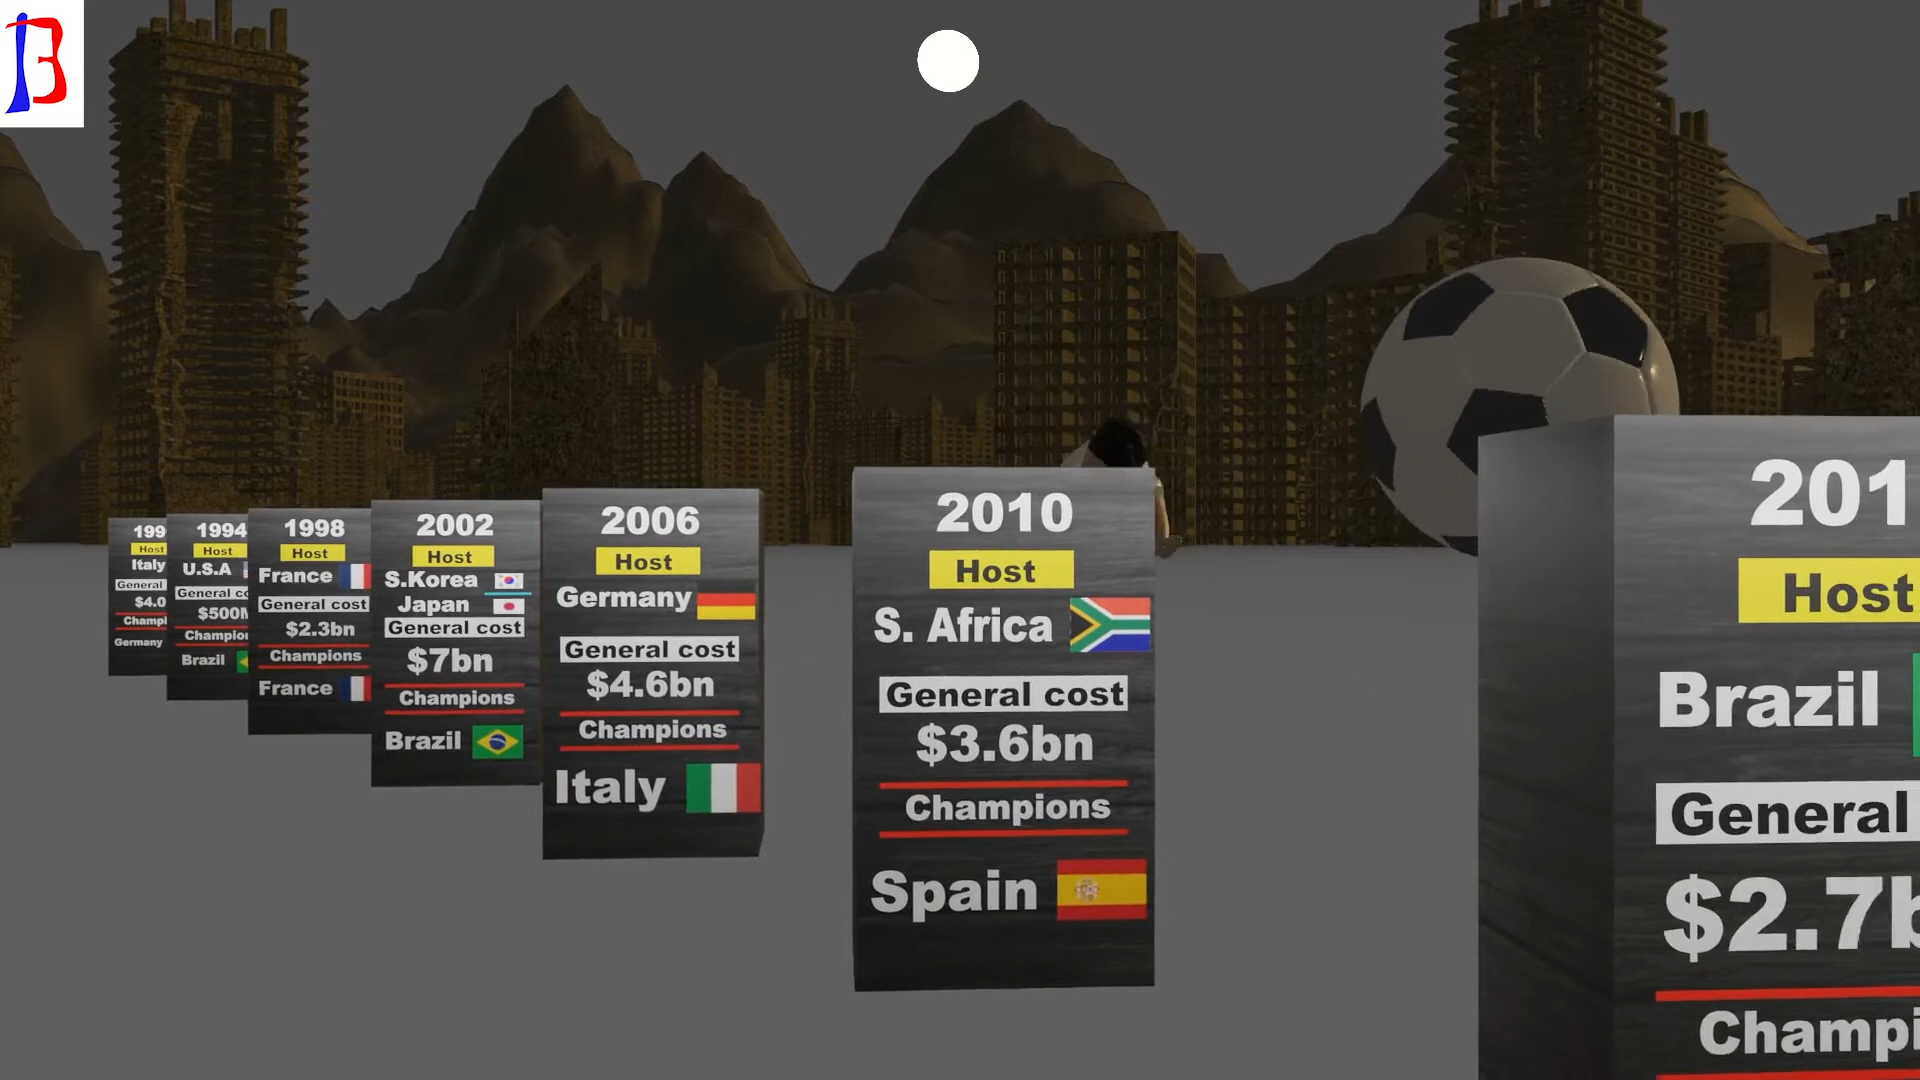 199
Host
Italy
General
$4.0
Champi
Germany
1994
Host
U.S.A
General co
$500M
Champion
Brazil
1998
Host
France
General cost
$2.3bn
Champions
France
2002
Host
S.Korea
Japan
General cost
$7bn
Champions
Brazil
2006
Host
Germany
General cost
$4.6bn
Champions
Italy
2010
Host
S. Africa
General cost
$3.6bn
Champions
Spain
201
Host
Brazil
General
$2.7b
Champi